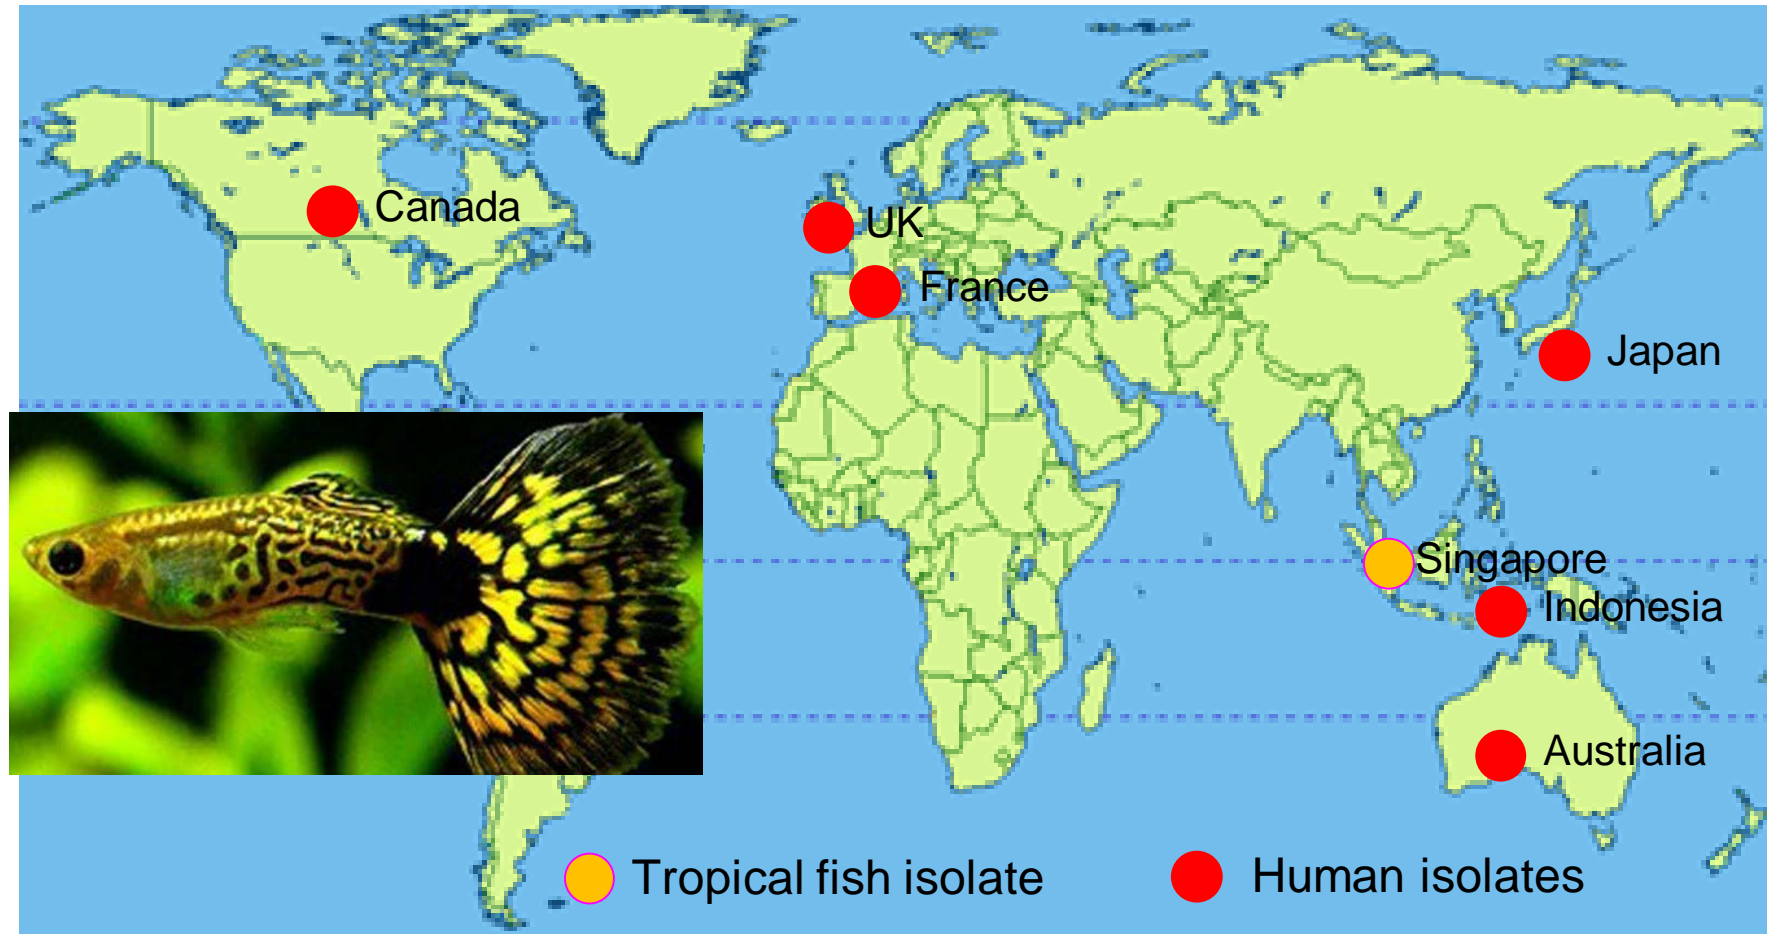 Canada
UK
France
Japan
Singapore
Indonesia
Australia
Tropical fish isolate
Human isolates